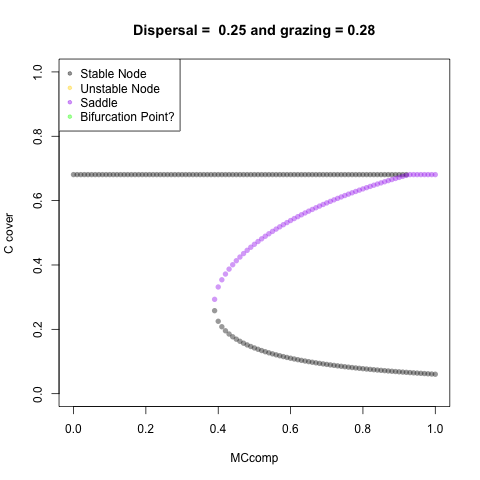 Dispersal =  0.25 and grazing = 0.28
Stable Node
Unstable Node
Saddle
Bifurcation Point?
C cover
1.0
0.8
0.6
0.4
0.2
0.0
0.0 0.2 0.4 0.6 0.8 1.0
MCcomp